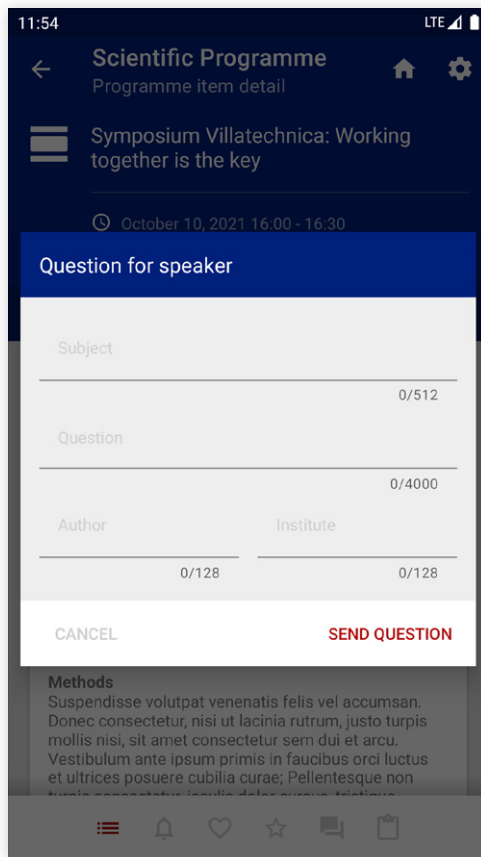 11:54
LTE
Scientific Programme
Programme item detail
Symposium Villatechnica: Working
together is the key
October 10, 2021 16:00 - 16:30
Question for speaker
Subject
0/512
Question
0/4000
Author
Institute
0/128
0/128
CANCEL
SEND QUESTION
Methods
Suspendisse volutpat venenatis felis vel accumsan.
Donec consectetur, nisi ut lacinia rutrum, justo turpis
mollis nisi, sit amet consectetur sem dui et arcu.
Vestibulum ante ipsum primis in faucibus orci luctus
et ultrices posuere cubilia curae; Pellentesque non